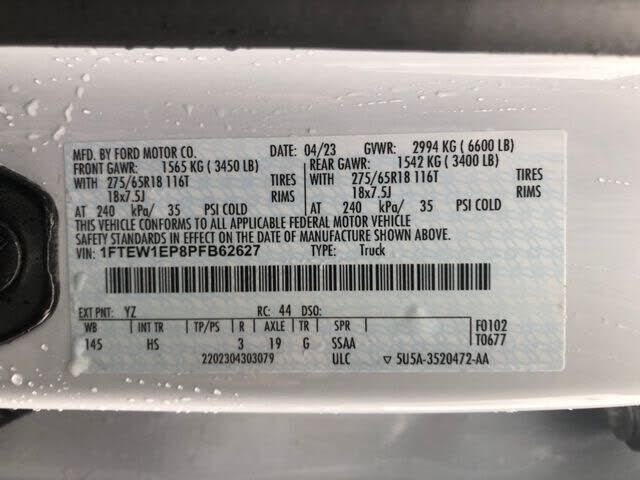 MFD. BY FORD MOTOR CO. DATE: 04/23 GVWR: 2994 KG ( 6600 LB)
FRONT GAWR: 1565 KG ( 3450 LB) REAR GAWR: 1542 KG ( 3400 LB)
WITH 275/65R18 116T TIRES WITH 275/65R18 116T TIRES
18x7.5J RIMS 18x7.5J RIMS
AT 240 kPa/ 35 PSI COLD AT 240 kPa/ 35 PSI COLD
THIS VEHICLE CONFORMS TO ALL APPLICABLE FEDERAL MOTOR VEHICLE
SAFETY STANDARDS IN EFFECT ON THE DATE OF MANUFACTURE SHOWN ABOVE.
VIN: 1FTEW1EP8PFB62627 TYPE: Truck
EXT PNT: YZ RC: 44 DSO: F0102
WB INT TR TP/PS R AXLE TR SPR T0677
145 HS 3 19 G SSAA
2202304303079 ULC ▽ 5U5A-3520472-AA